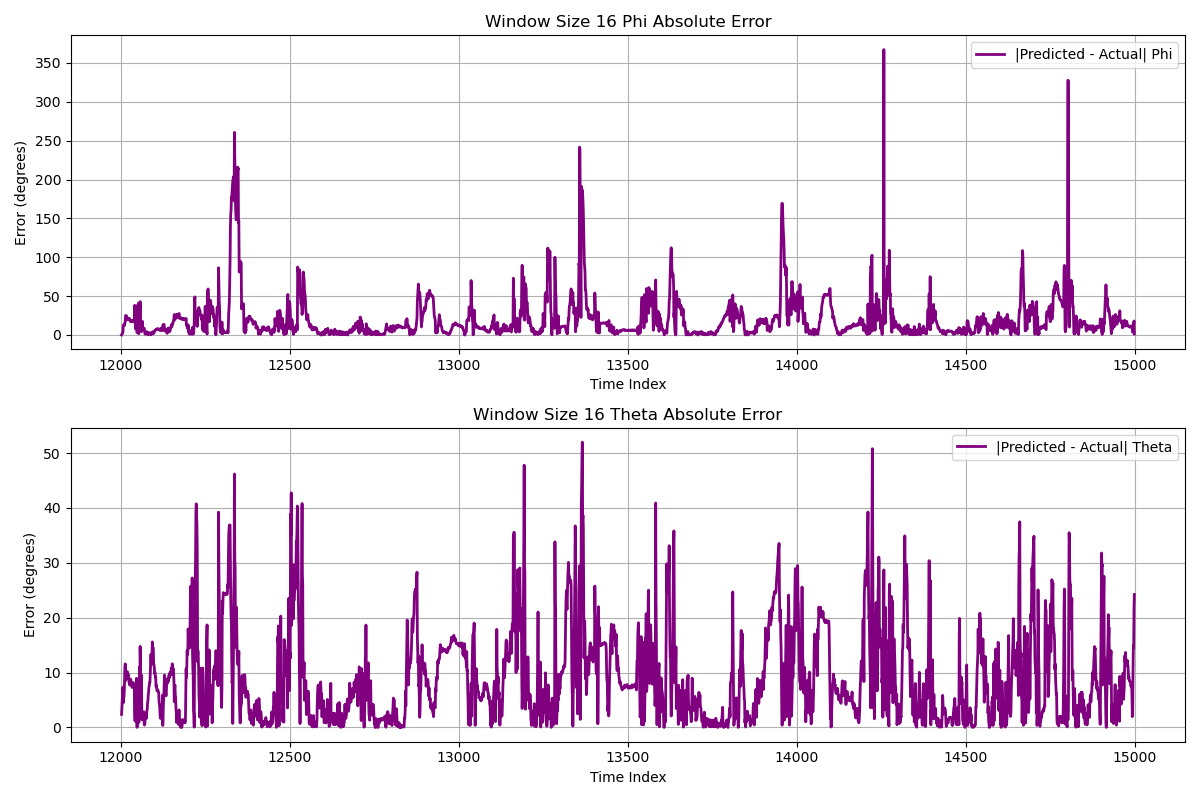 Window Size 16 Phi Absolute Error
|Predicted - Actual| Phi
Error (degrees)
350
300
250
200
150
100
50
0
12000 12500 13000 13500 14000 14500 15000
Time Index
Window Size 16 Theta Absolute Error
|Predicted - Actual| Theta
Error (degrees)
50
40
30
20
10
0
12000 12500 13000 13500 14000 14500 15000
Time Index